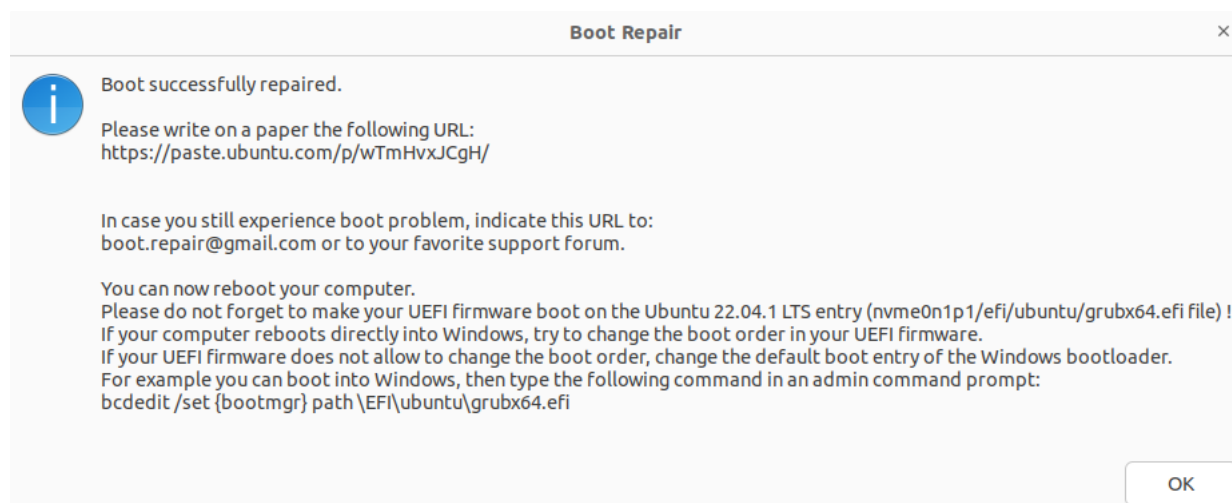 Boot Repair
Boot successfully repaired.
Please write on a paper the following URL:
https://paste.ubuntu.com/p/wTmHvxJCgH/
In case you still experience boot problem, indicate this URL to:
boot.repair@gmail.com or to your favorite support forum.
You can now reboot your computer.
Please do not forget to make your UEFI firmware boot on the Ubuntu 22.04.1 LTS entry (nvme0n1p1/efi/ubuntu/grubx64.efi file) !
If your computer reboots directly into Windows, try to change the boot order in your UEFI firmware.
If your UEFI firmware does not allow to change the boot order, change the default boot entry of the Windows bootloader.
For example you can boot into Windows, then type the following command in an admin command prompt:
bcdedit /set {bootmgr} path \EFI\ubuntu\grubx64.efi
OK